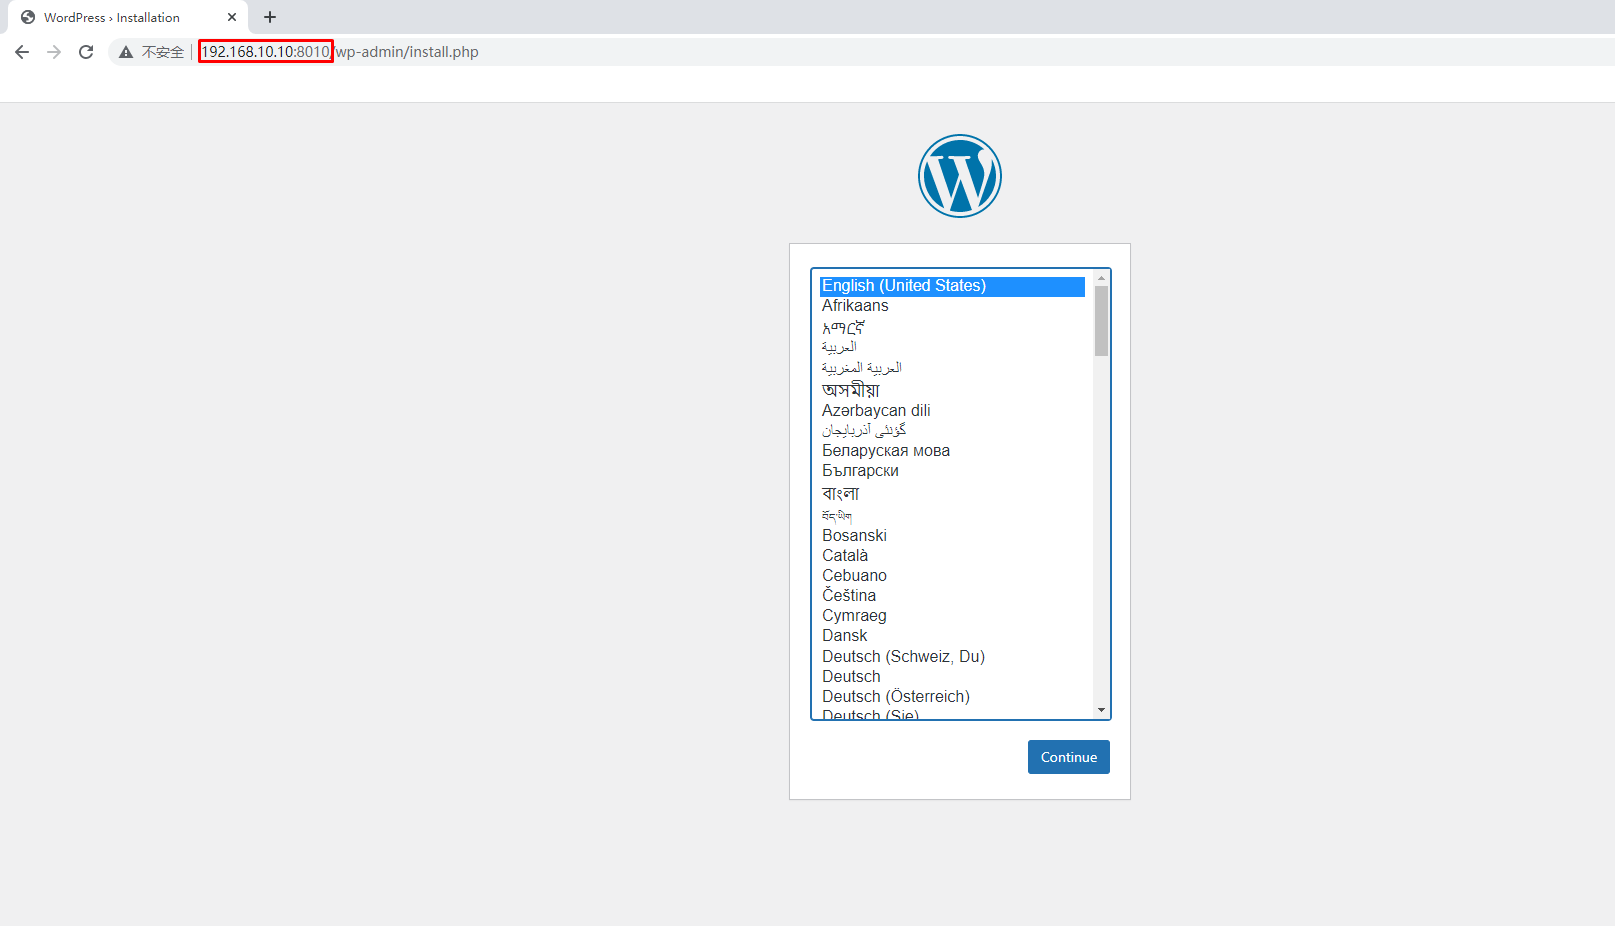 WordPress › Installation
不安全 192.168.10.10:8010/wp-admin/install.php
English (United States)
Afrikaans
አማርኛ
العربية
العربية المغربية
অসমীয়া
Azərbaycan dili
گؤنئی آذربایجان
Беларуская мова
Български
বাংলা
བོད་ཡིག
Bosanski
Català
Cebuano
Čeština
Cymraeg
Dansk
Deutsch (Schweiz, Du)
Deutsch
Deutsch (Österreich)
Deutsch (Sie)
Continue